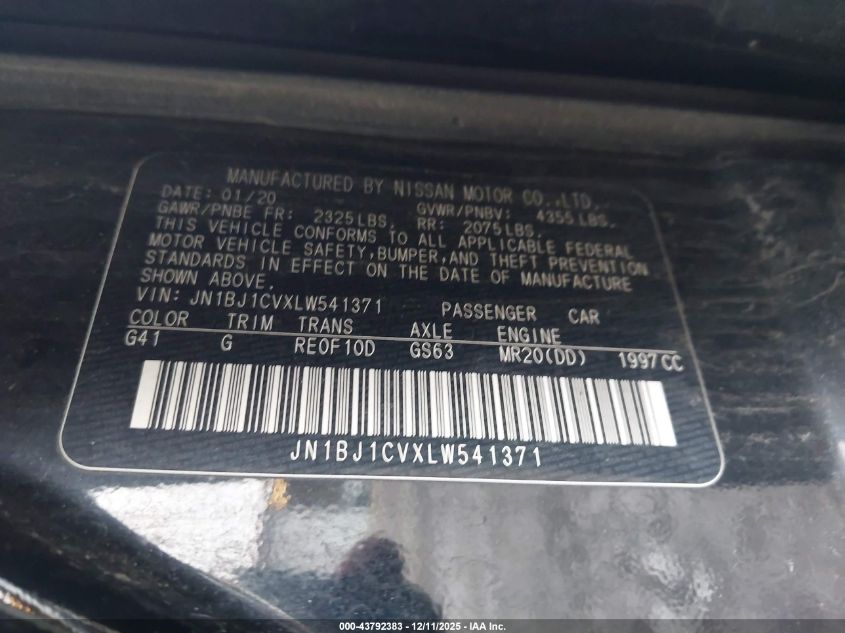 MANUFACTURED BY NISSAN MOTOR CO.,LTD.
DATE: 01/20
GAWR/PNBE FR: 2325LBS. GVWR/PNBV: 4355LBS.
RR: 2075LBS.
THIS VEHICLE CONFORMS TO ALL APPLICABLE FEDERAL
MOTOR VEHICLE SAFETY,BUMPER,AND THEFT PREVENTION
STANDARDS IN EFFECT ON THE DATE OF MANUFACTURE
SHOWN ABOVE.
VIN: JN1BJ1CVXLW541371 PASSENGER CAR
COLOR TRIM TRANS AXLE ENGINE
G41 G RE0F10D GS63 MR20(DD) 1997CC
JN1BJ1CVXLW541371
000-43792383 - 12/11/2025 - IAA Inc.